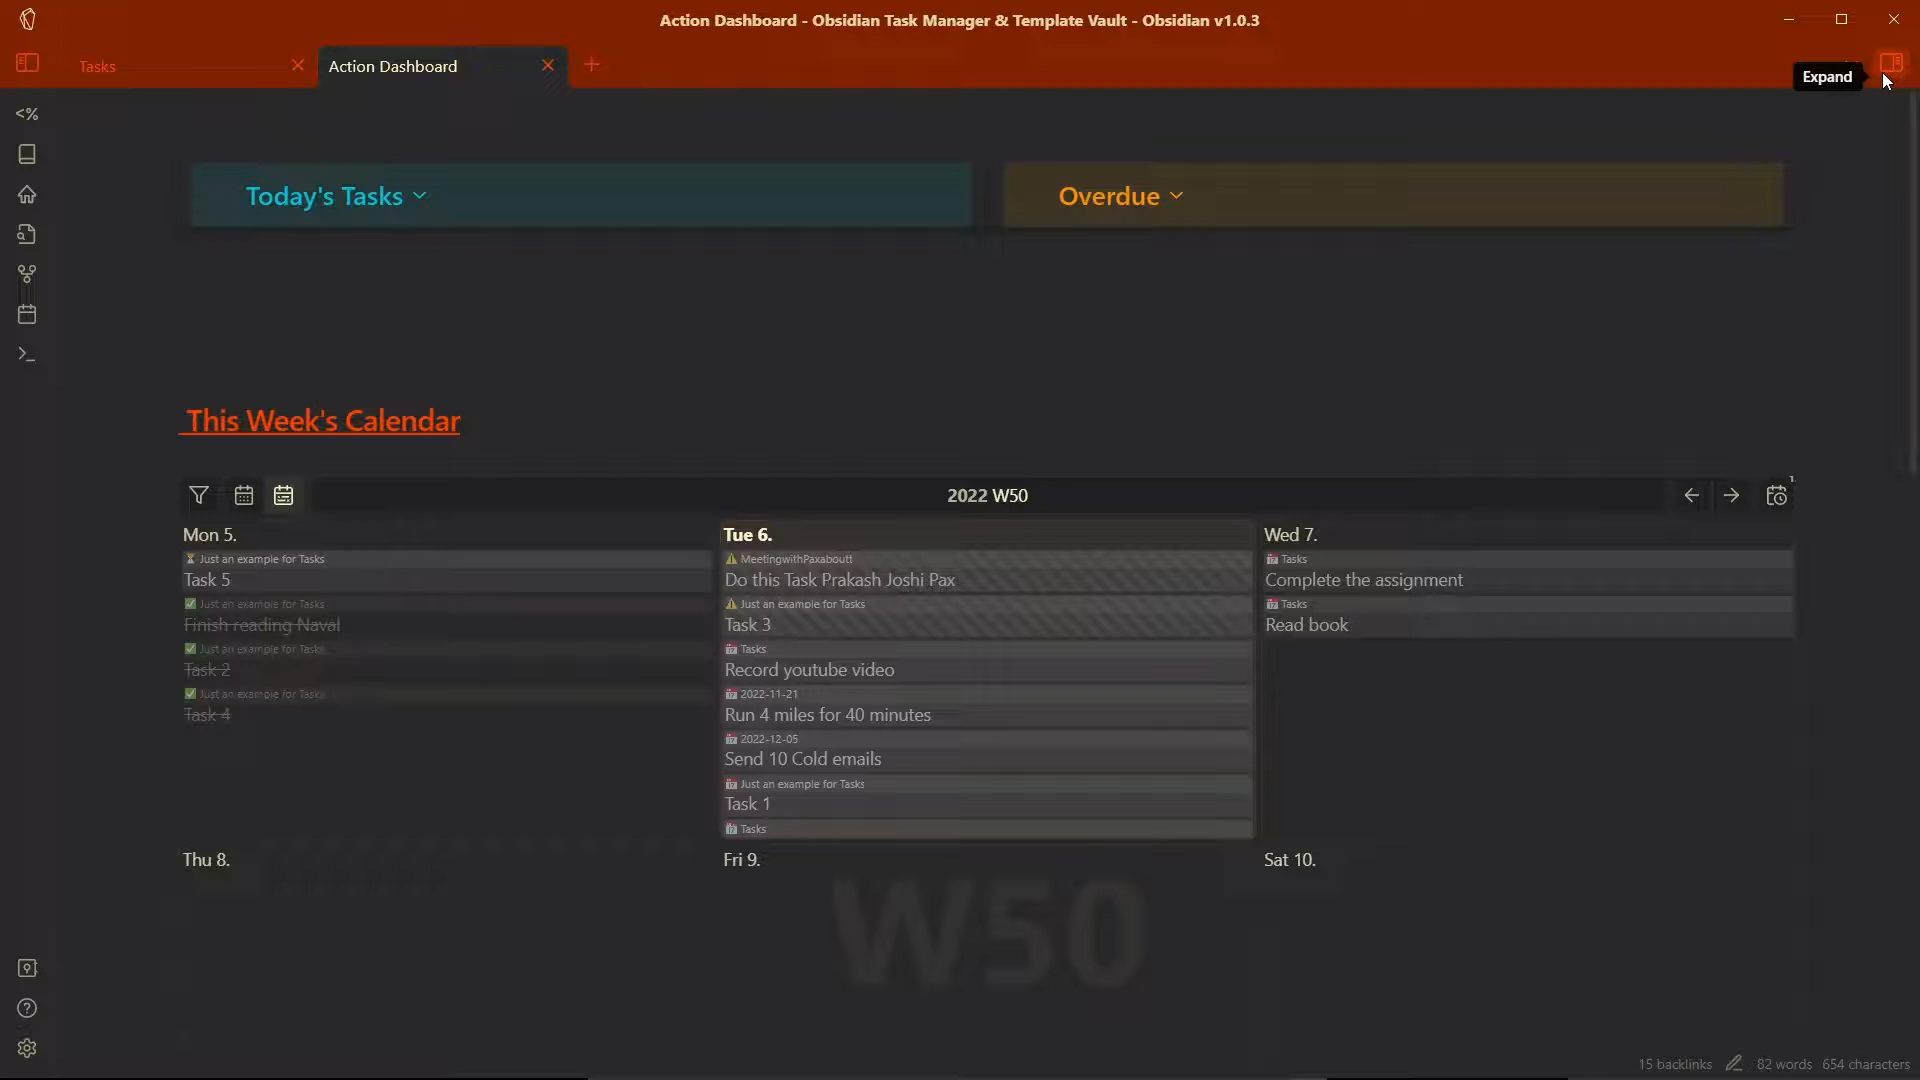 Action Dashboard - Obsidian Task Manager & Template Vault - Obsidian v1.0.3
Tasks
Action Dashboard
Expand
<%
Today's Tasks
Overdue
This Week's Calendar
2022 W50
Mon 5.
Just an example for Tasks
Task 5
Just an example for Tasks
Finish reading Naval
Just an example for Tasks
Task 2
Just an example for Tasks
Task 4
Tue 6.
MeetingwithPaxaboutt
Do this Task Prakash Joshi Pax
Just an example for Tasks
Task 3
Tasks
Record youtube video
2022-11-21
Run 4 miles for 40 minutes
2022-12-05
Send 10 Cold emails
Just an example for Tasks
Task 1
Tasks
Wed 7.
Tasks
Complete the assignment
Tasks
Read book
Thu 8.
Fri 9.
Sat 10.
W50
15 backlinks
82 words
654 characters